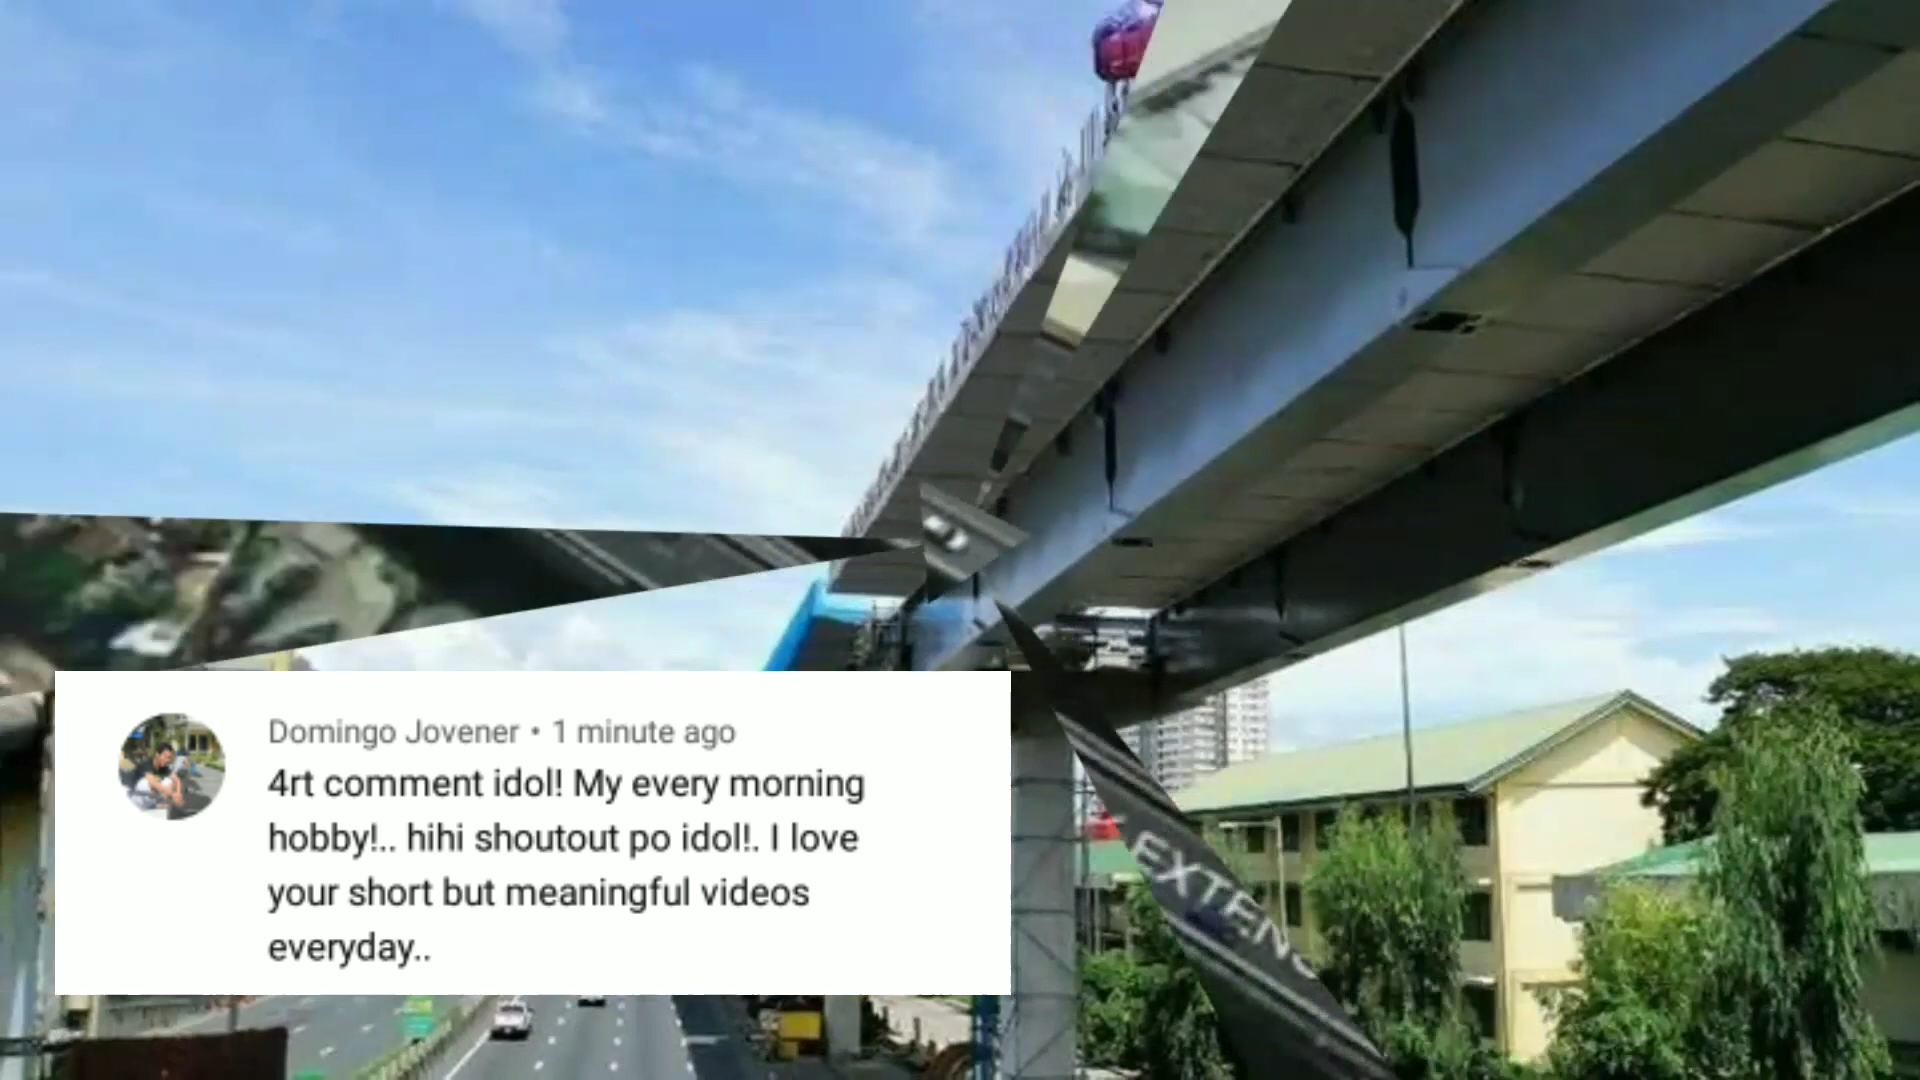 Domingo Jovener • 1 minute ago
4rt comment idol! My every morning
hobby!.. hihi shoutout po idol!. I love
your short but meaningful videos
everyday..
EXTENS